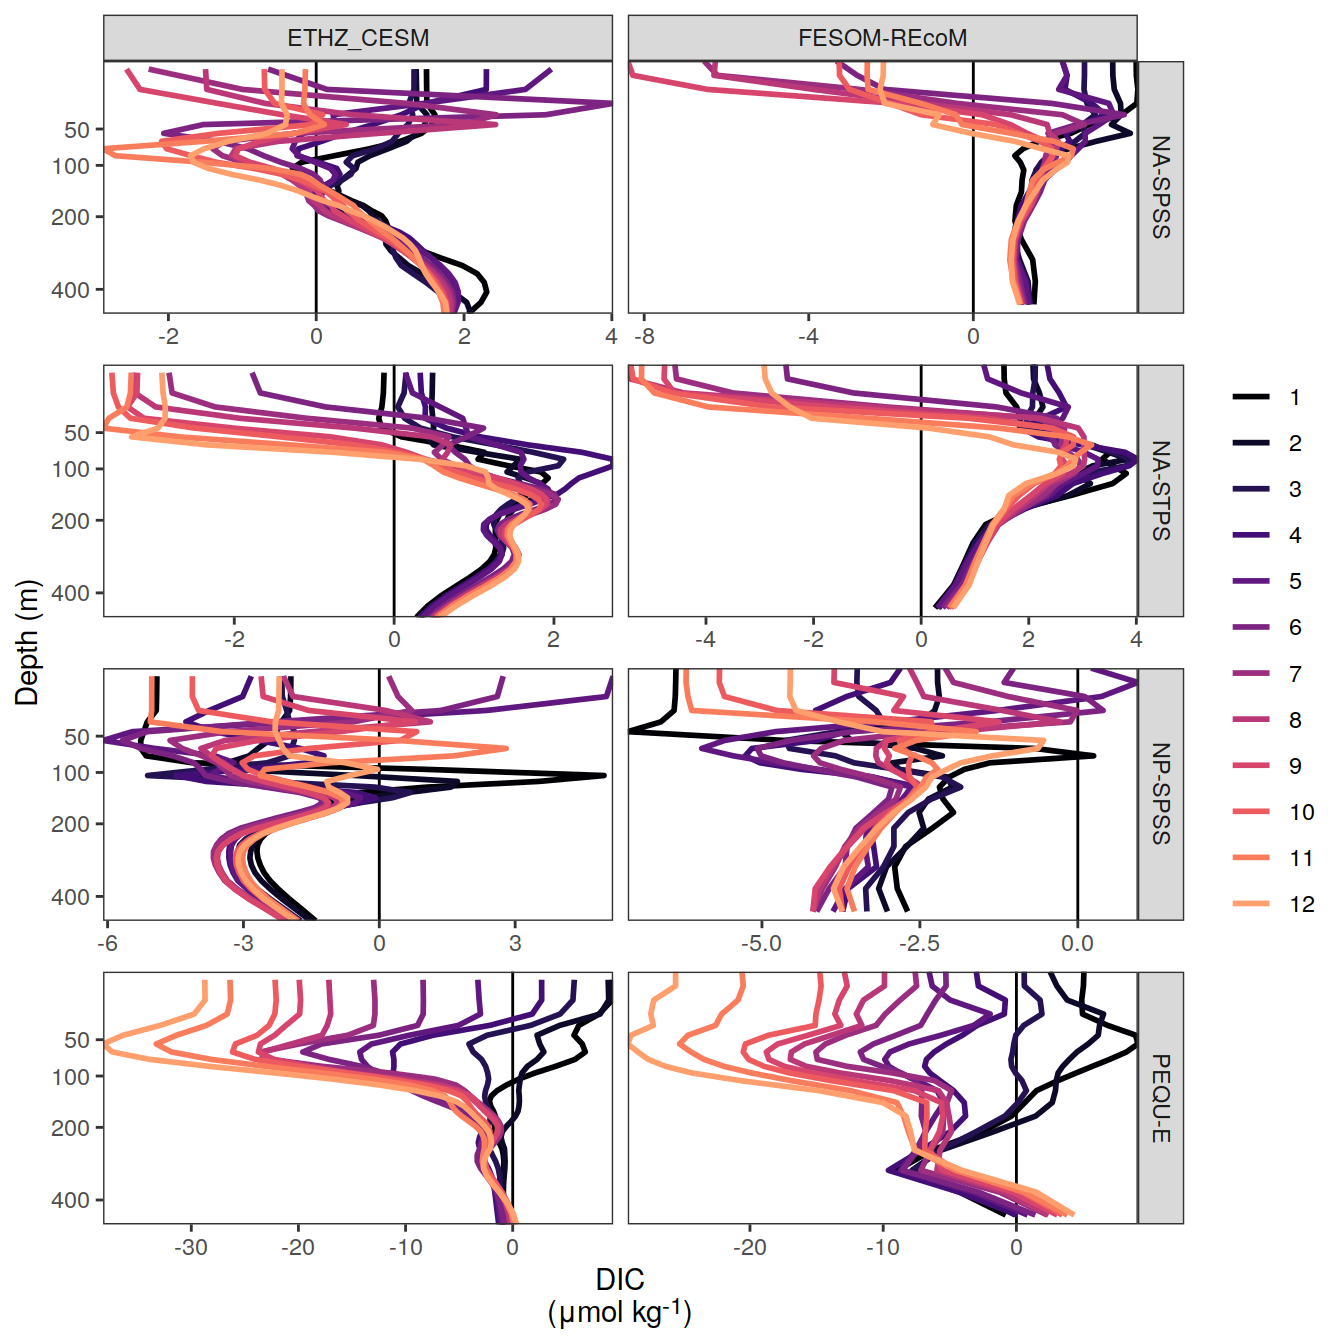 ETHZ_CESM FESOM-REcoM
50
100
200
400
NA-SPSS
-2 0 2 4 -8 -4 0
50
100
200
400
NA-STPS
-2 0 2 -4 -2 0 2 4
50
100
200
400
NP-SPSS
-6 -3 0 3 -5.0 -2.5 0.0
50
100
200
400
PEQU-E
-30 -20 -10 0 -20 -10 0
Depth (m)
DIC
(μmol kg⁻¹)
1
2
3
4
5
6
7
8
9
10
11
12